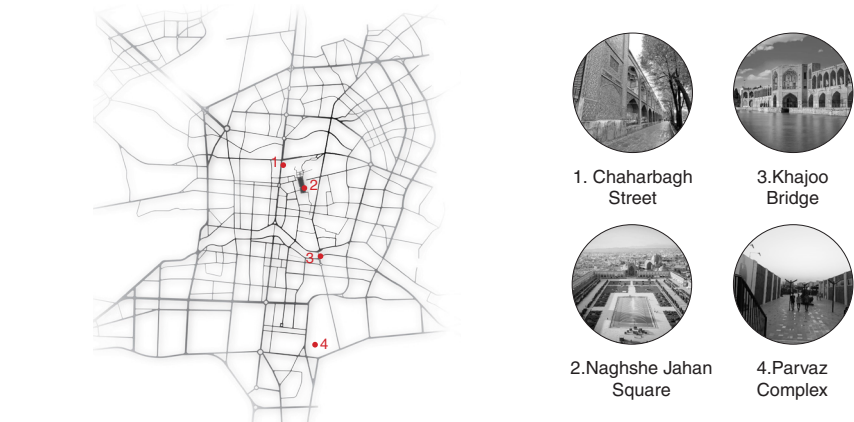 1
2
3
4
1. Chaharbagh
Street
3.Khajoo
Bridge
2.Naghshe Jahan
Square
4.Parvaz
Complex